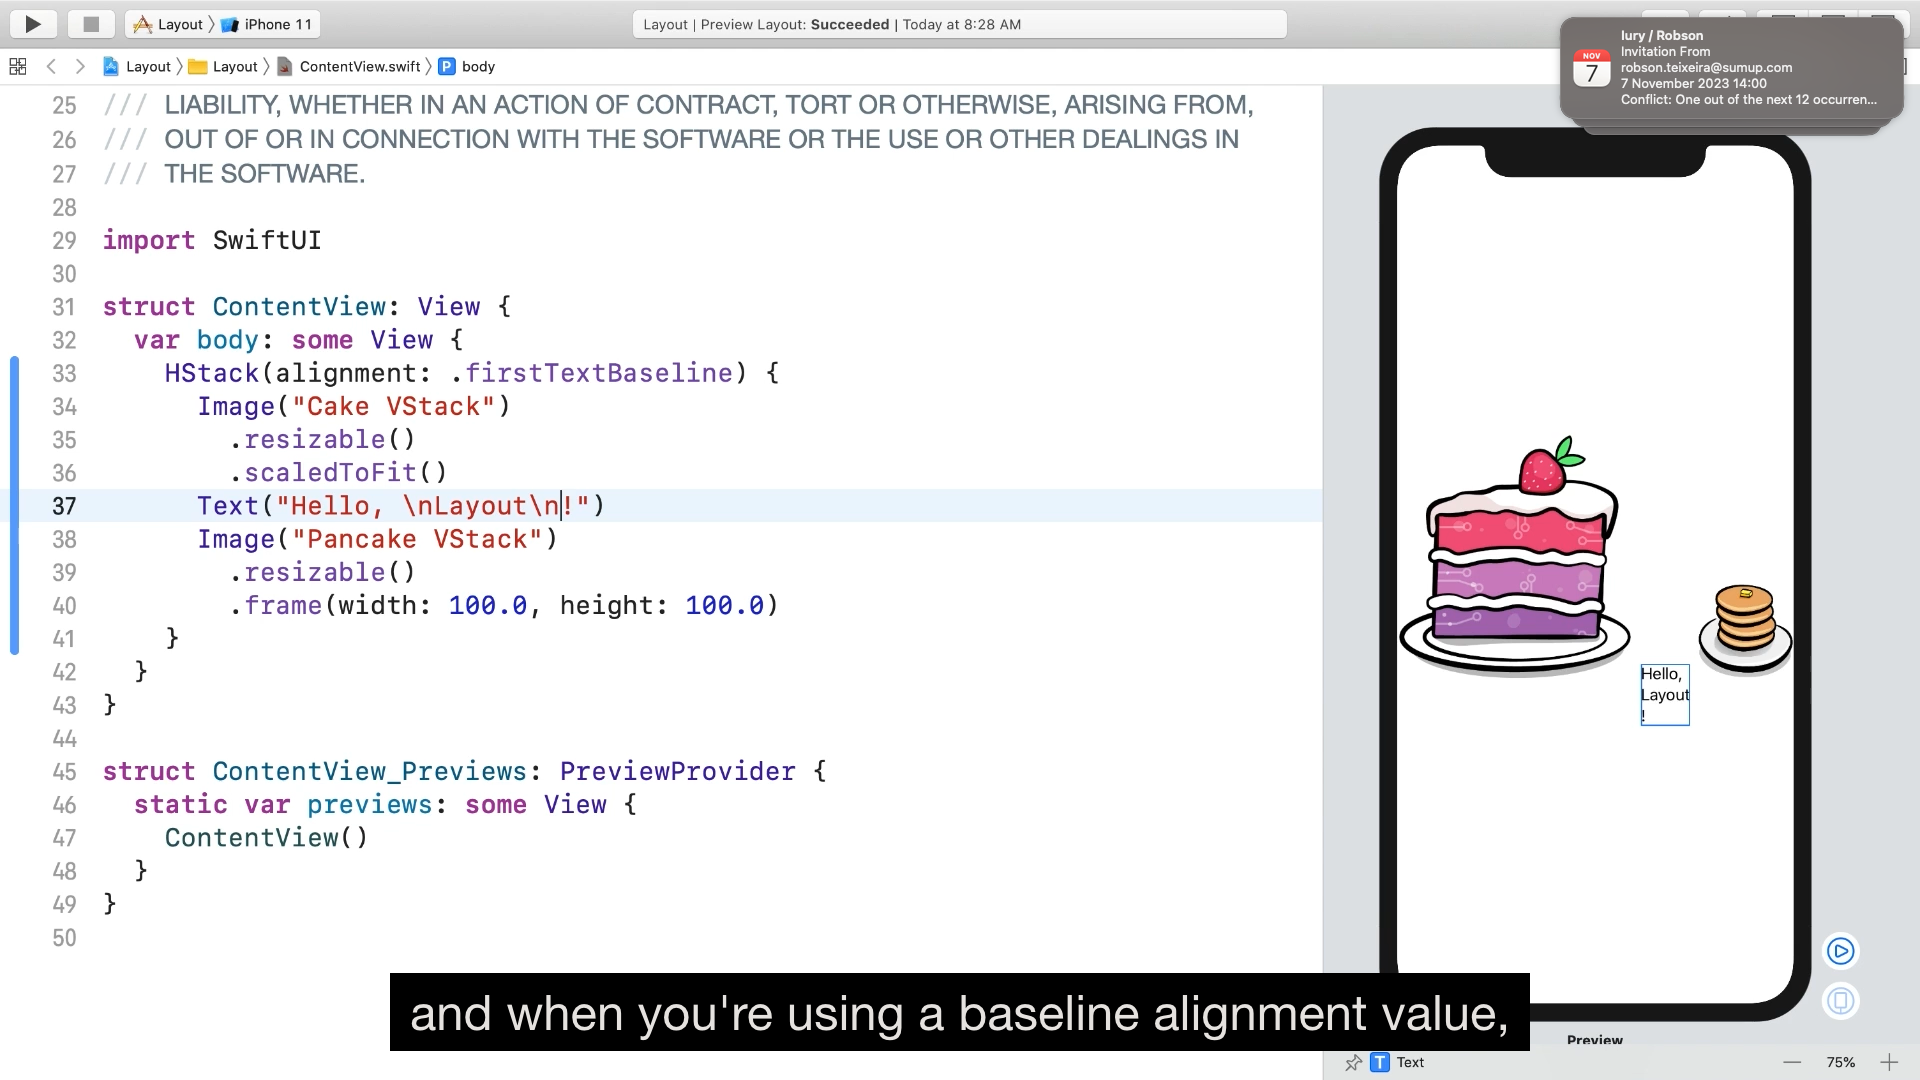 Layout 〉 iPhone 11
Layout | Preview Layout: Succeeded | Today at 8:28 AM
Iury / Robson
Invitation From
robson.teixeira@sumup.com
7 November 2023 14:00
Conflict: One out of the next 12 occurren...
NOV
7
Layout 〉 Layout 〉 ContentView.swift 〉 P body
25 /// LIABILITY, WHETHER IN AN ACTION OF CONTRACT, TORT OR OTHERWISE, ARISING FROM,
26 /// OUT OF OR IN CONNECTION WITH THE SOFTWARE OR THE USE OR OTHER DEALINGS IN
27 /// THE SOFTWARE.
28
29 import SwiftUI
30
31 struct ContentView: View {
32 var body: some View {
33 HStack(alignment: .firstTextBaseline) {
34 Image("Cake VStack")
35 .resizable()
36 .scaledToFit()
37 Text("Hello, \nLayout\n!")
38 Image("Pancake VStack")
39 .resizable()
40 .frame(width: 100.0, height: 100.0)
41 }
42 }
43 }
44
45 struct ContentView_Previews: PreviewProvider {
46 static var previews: some View {
47 ContentView()
48 }
49 }
50
Hello,
Layout
!
and when you're using a baseline alignment value,
Preview
T Text
75%